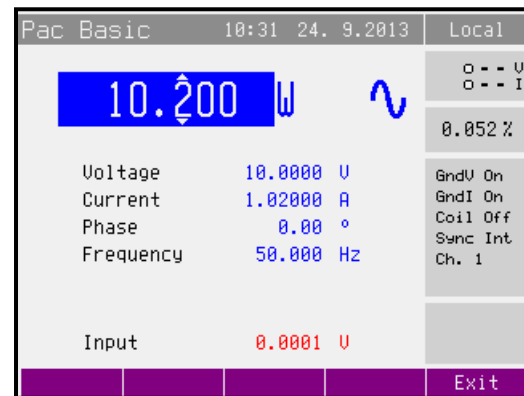 Pac Basic 10:31 24. 9.2013 Local
o - - V
o - - I
10.200 W
0.052 %
Voltage 10.0000 V
Current 1.02000 A
Phase 0.00 °
Frequency 50.000 Hz
GndV On
GndI On
Coil Off
Sync Int
Ch. 1
Input 0.0001 V
Exit